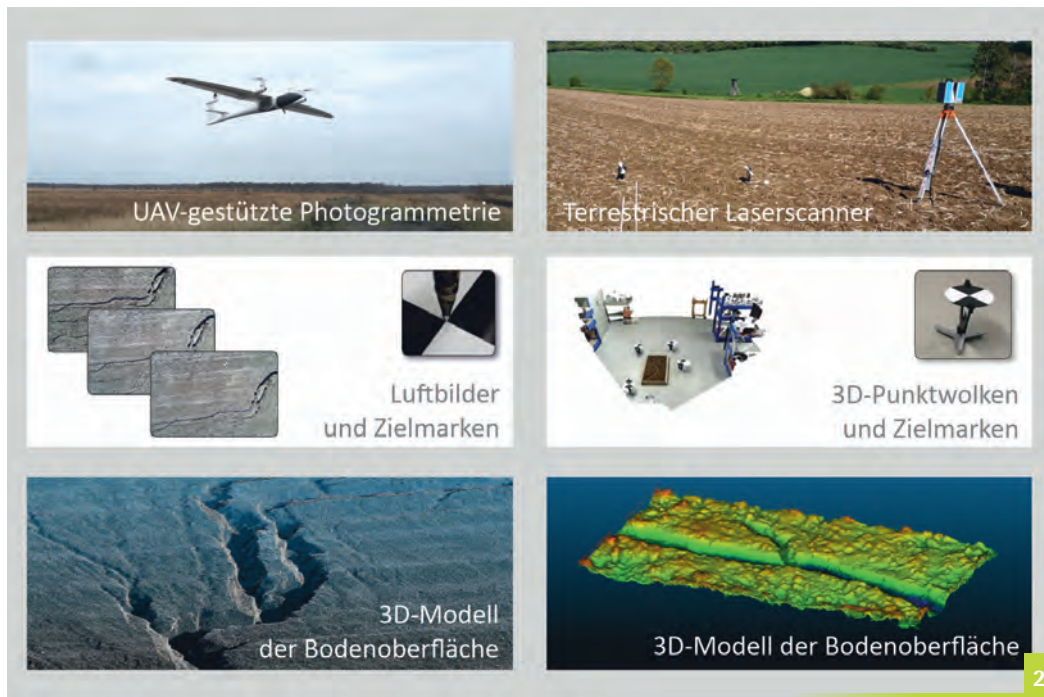 UAV-gestützte Photogrammetrie
Terrestrischer Laserscanner
Luftbilder
und Zielmarken
3D-Punktwolken
und Zielmarken
3D-Modell
der Bodenoberfläche
3D-Modell der Bodenoberfläche
2